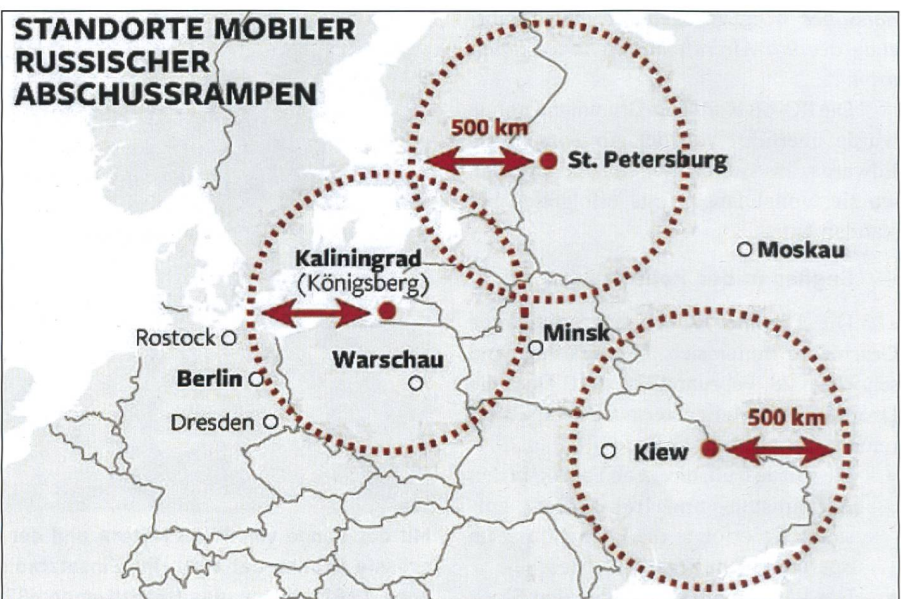 STANDORTE MOBILER
RUSSISCHER
ABSCHUSSRAMPEN
500 km
St. Petersburg
Moskau
Kaliningrad
(Königsberg)
Rostock
Minsk
Warschau
Berlin
500 km
Dresden
Kiew